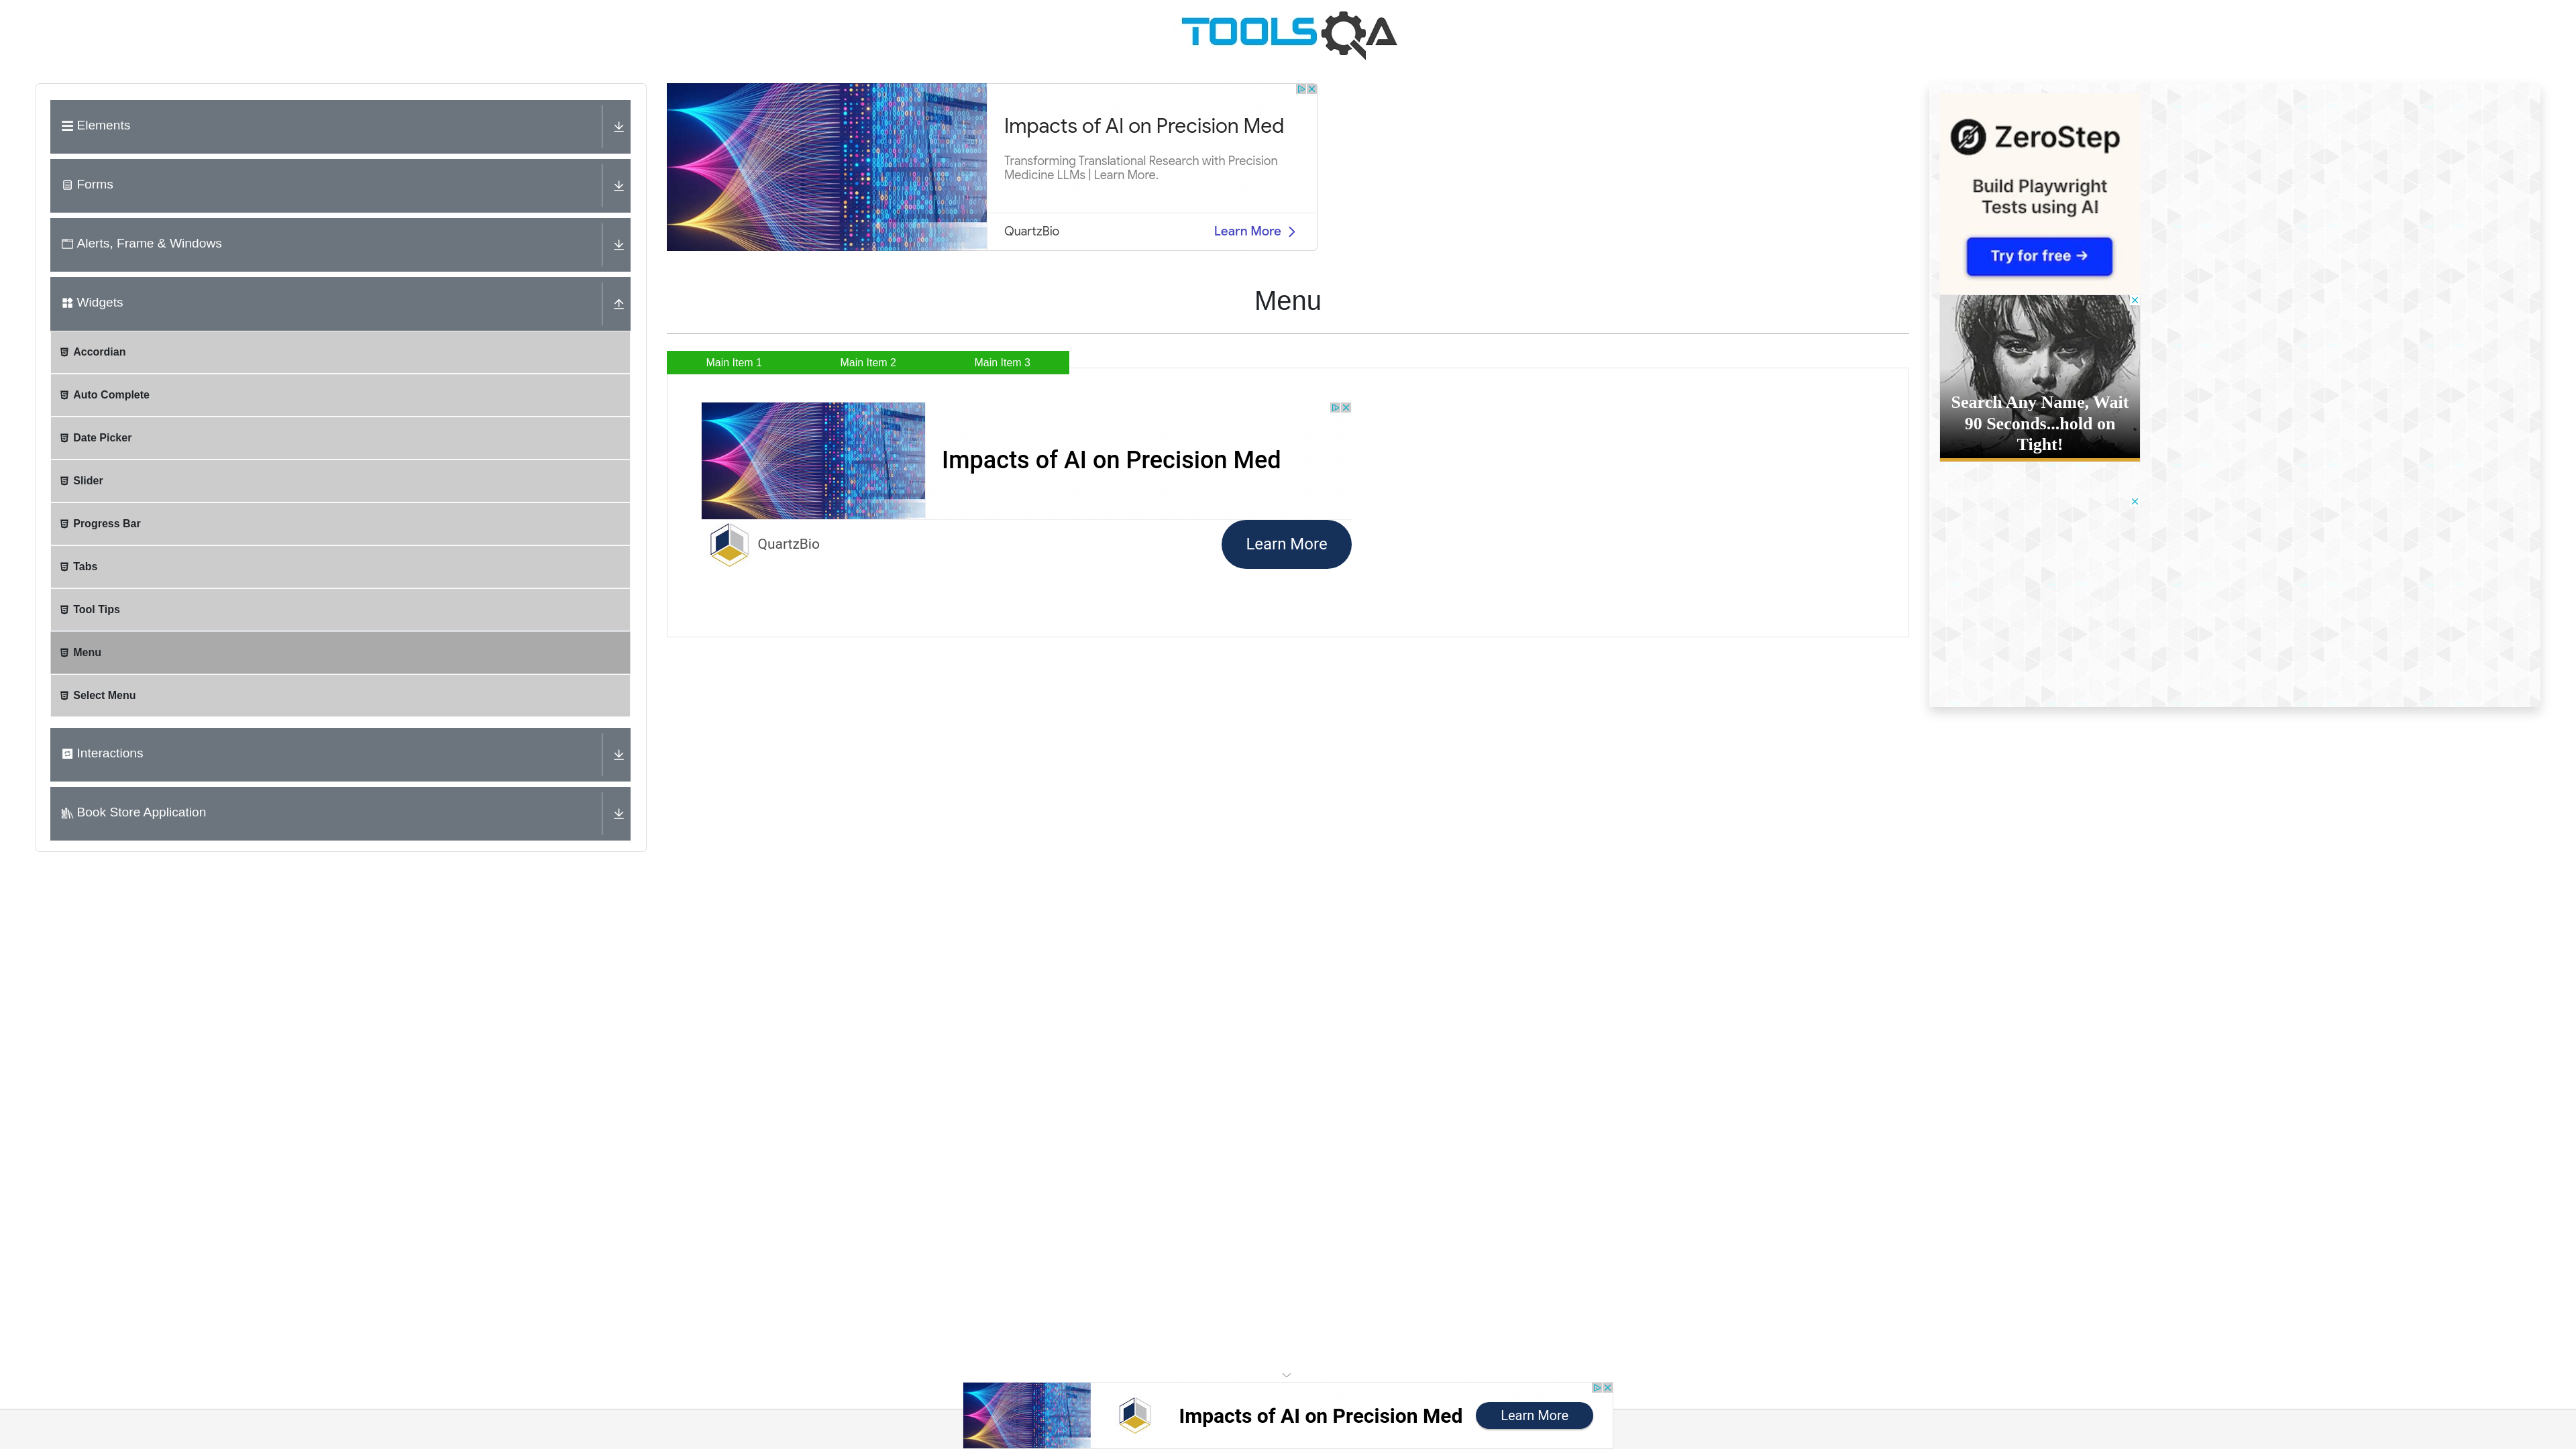 TOOLSQA
Elements
Forms
Alerts, Frame & Windows
Widgets
Accordian
Auto Complete
Date Picker
Slider
Progress Bar
Tabs
Tool Tips
Menu
Select Menu
Interactions
Book Store Application
Impacts of AI on Precision Med
Transforming Translational Research with Precision
Medicine LLMs | Learn More.
QuartzBio
Learn More
Menu
Main Item 1
Main Item 2
Main Item 3
Impacts of AI on Precision Med
QuartzBio
Learn More
ZeroStep
Build Playwright
Tests using AI
Try for free →
Search Any Name, Wait
90 Seconds...hold on
Tight!
Impacts of AI on Precision Med
Learn More